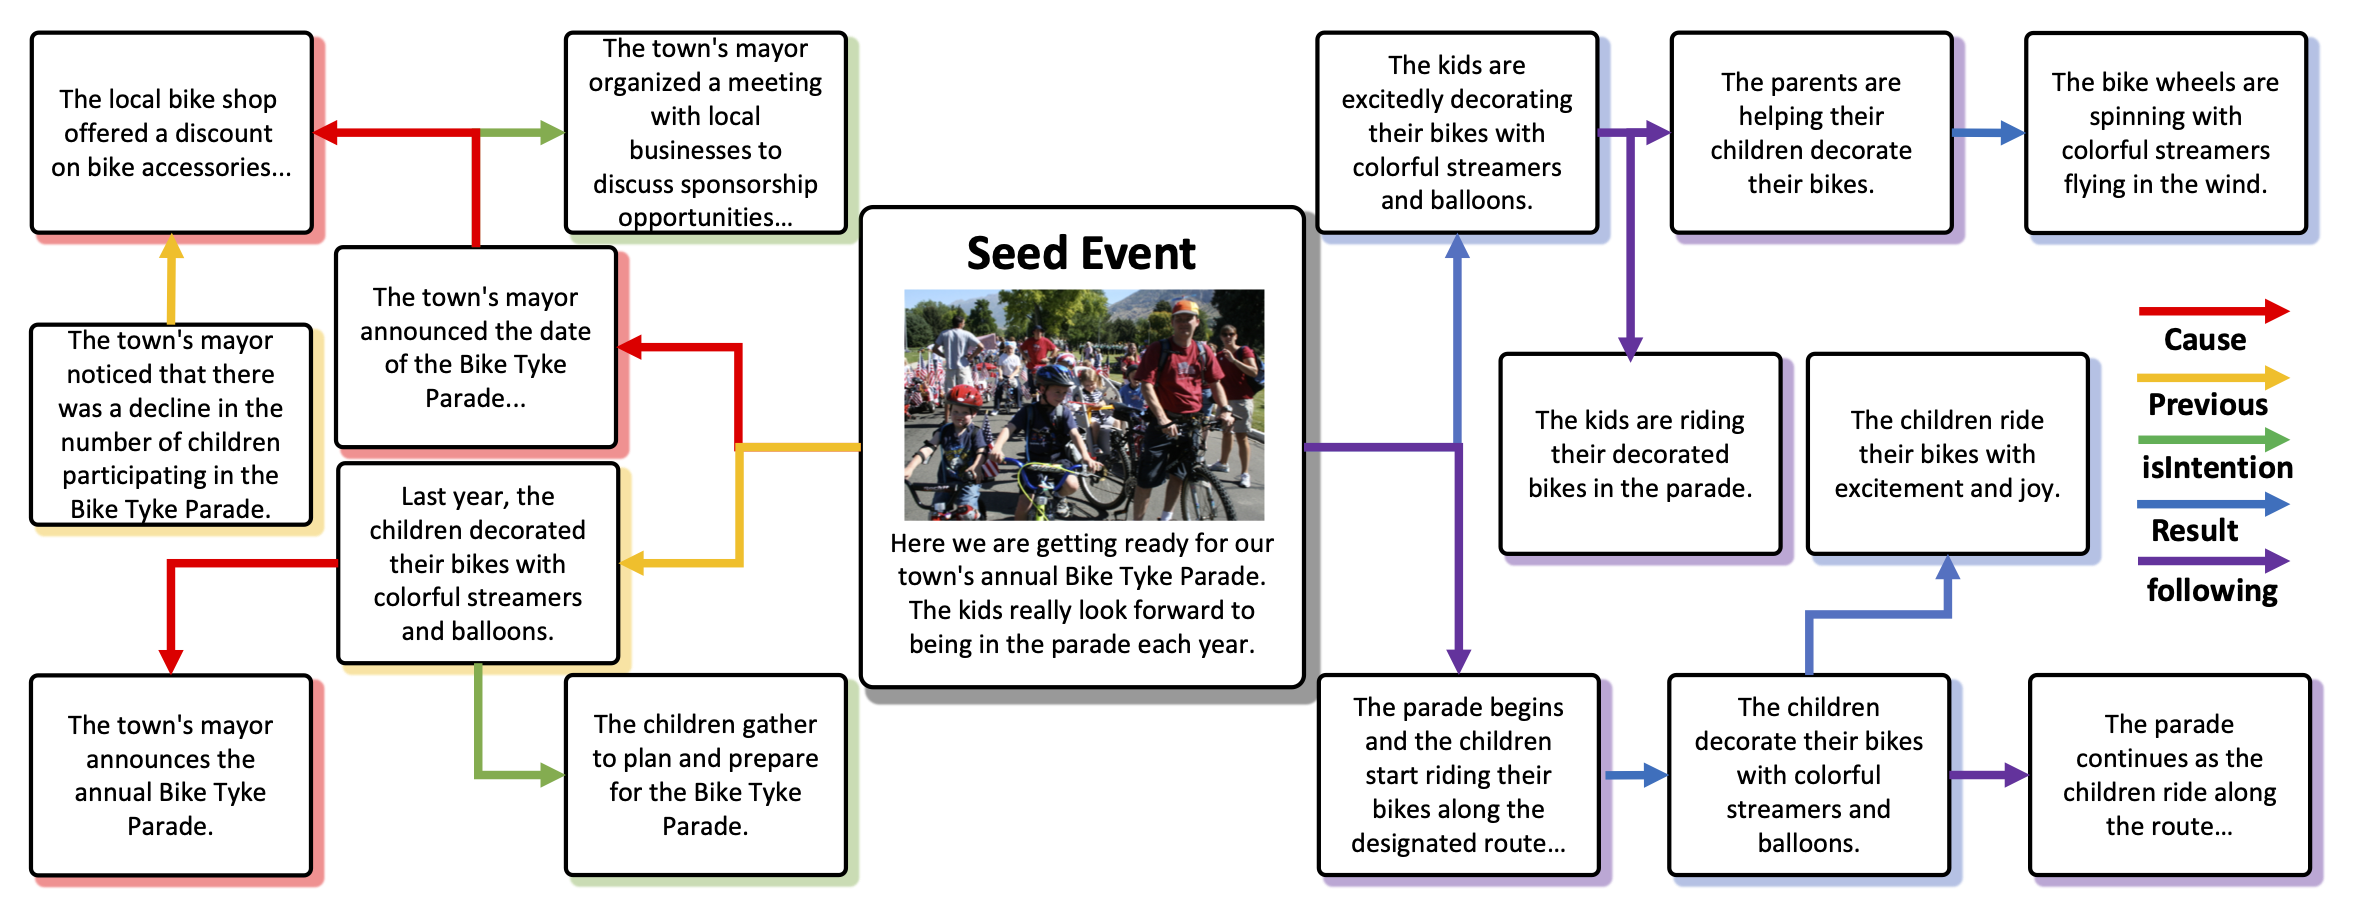 The local bike shop
offered a discount
on bike accessories...
The town's mayor
organized a meeting
with local
businesses to
discuss sponsorship
opportunities...
The town's mayor
announced the date
of the Bike Tyke
Parade...
The town's mayor
noticed that there
was a decline in the
number of children
participating in the
Bike Tyke Parade.
Last year, the
children decorated
their bikes with
colorful streamers
and balloons.
The town's mayor
announces the
annual Bike Tyke
Parade.
The children gather
to plan and prepare
for the Bike Tyke
Parade.
Seed Event
Here we are getting ready for our
town's annual Bike Tyke Parade.
The kids really look forward to
being in the parade each year.
The kids are
excitedly decorating
their bikes with
colorful streamers
and balloons.
The parents are
helping their
children decorate
their bikes.
The bike wheels are
spinning with
colorful streamers
flying in the wind.
The kids are riding
their decorated
bikes in the parade.
The children ride
their bikes with
excitement and joy.
Cause
Previous
isIntention
Result
following
The parade begins
and the children
start riding their
bikes along the
designated route...
The children
decorate their bikes
with colorful
streamers and
balloons.
The parade
continues as the
children ride along
the route...